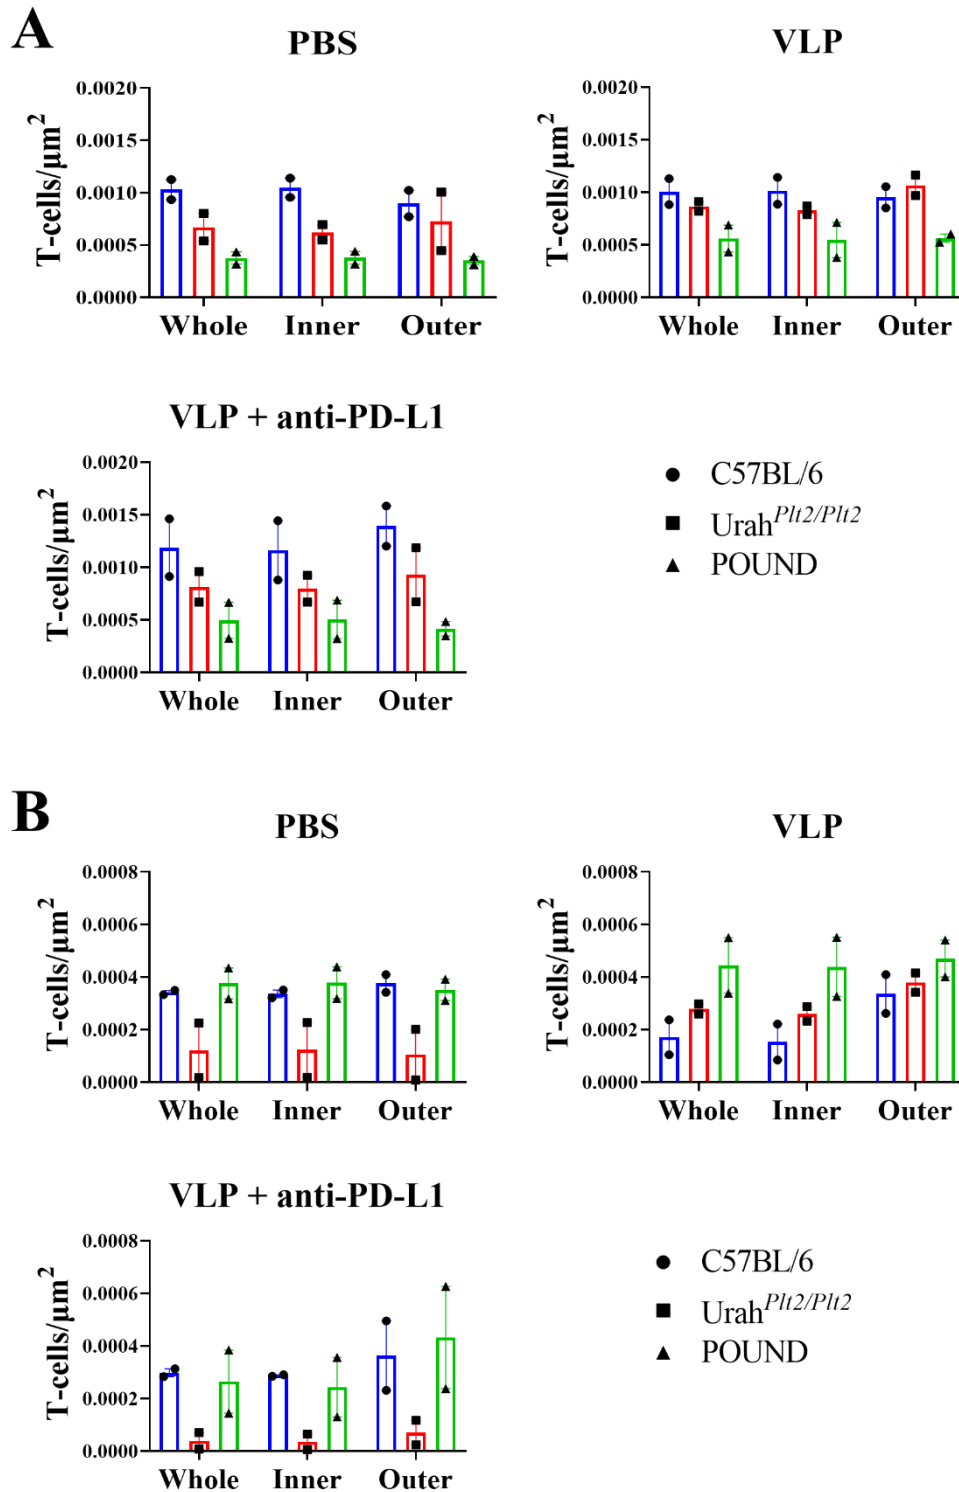 A
PBS
T-cells/µm²
0.0020
0.0015
0.0010
0.0005
0.0000
Whole Inner Outer
VLP
T-cells/µm²
0.0020
0.0015
0.0010
0.0005
0.0000
Whole Inner Outer
VLP + anti-PD-L1
T-cells/µm²
0.0020
0.0015
0.0010
0.0005
0.0000
Whole Inner Outer
C57BL/6
Urah^Plt2/Plt2
POUND
B
PBS
T-cells/µm²
0.0008
0.0006
0.0004
0.0002
0.0000
Whole Inner Outer
VLP
T-cells/µm²
0.0008
0.0006
0.0004
0.0002
0.0000
Whole Inner Outer
VLP + anti-PD-L1
T-cells/µm²
0.0008
0.0006
0.0004
0.0002
0.0000
Whole Inner Outer
C57BL/6
Urah^Plt2/Plt2
POUND